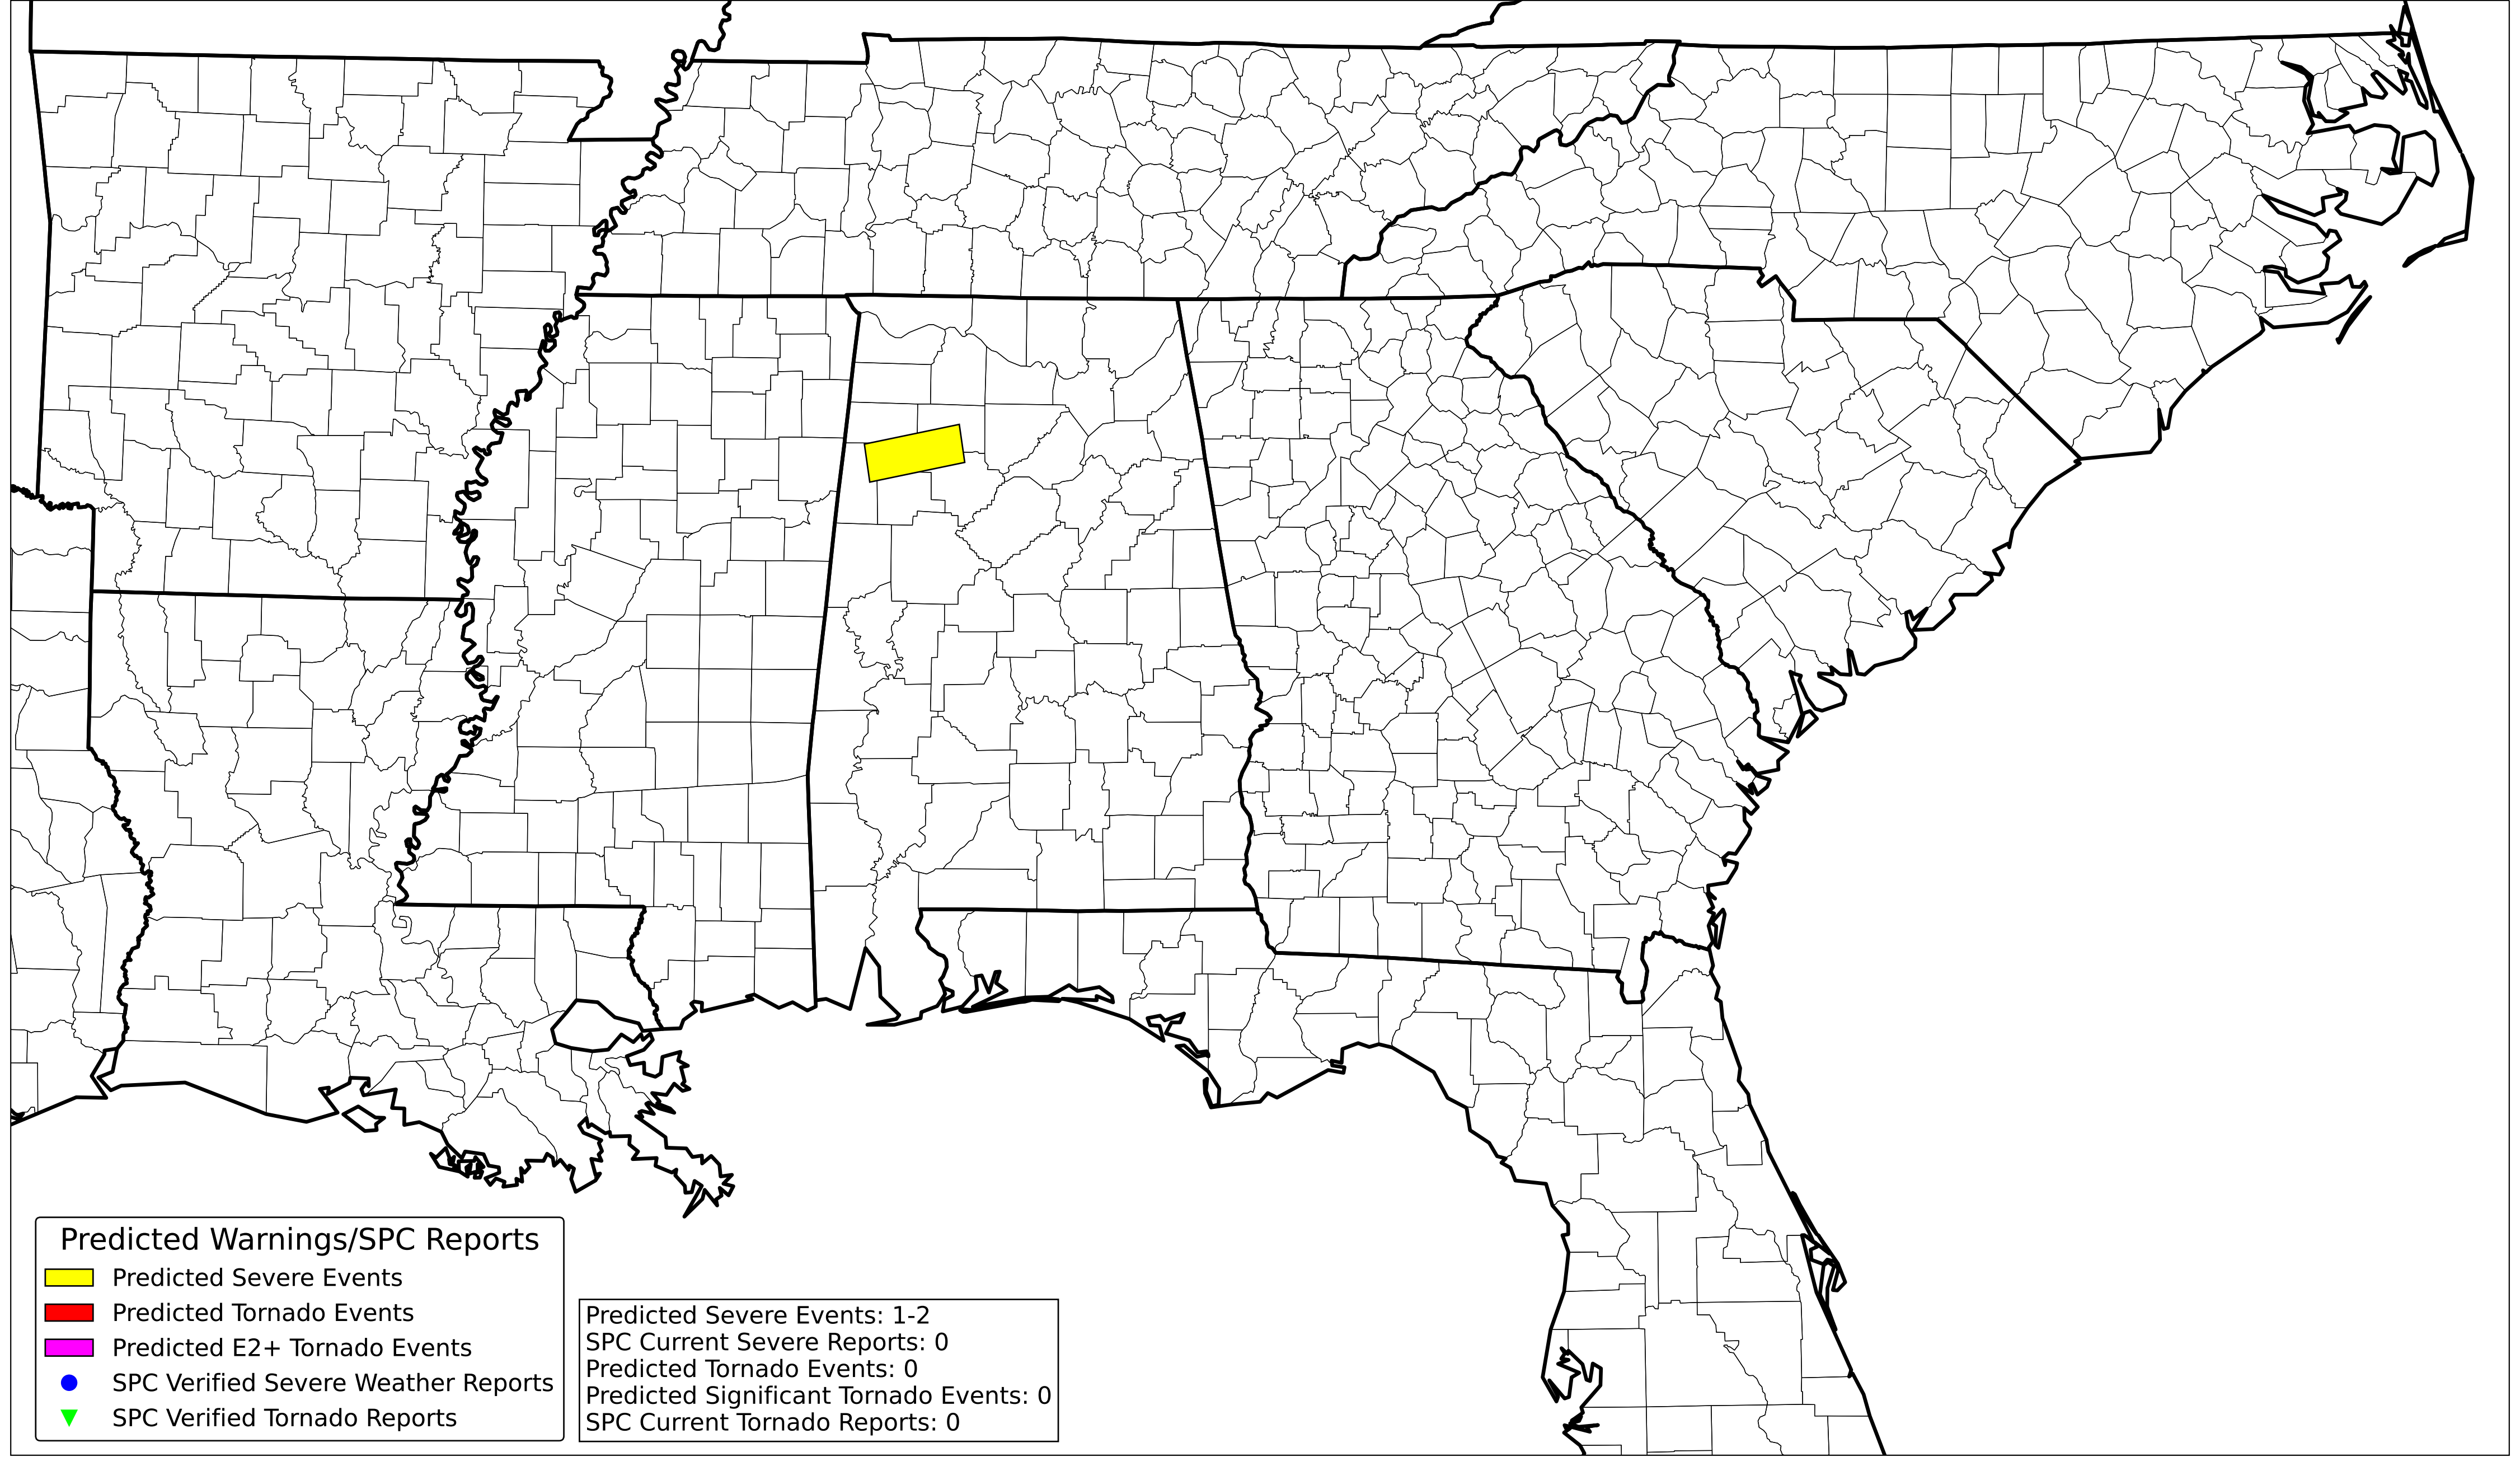 Predicted Warnings/SPC Reports
Predicted Severe Events
Predicted Tornado Events
Predicted E2+ Tornado Events
SPC Verified Severe Weather Reports
SPC Verified Tornado Reports
Predicted Severe Events: 1-2
SPC Current Severe Reports: 0
Predicted Tornado Events: 0
Predicted Significant Tornado Events: 0
SPC Current Tornado Reports: 0